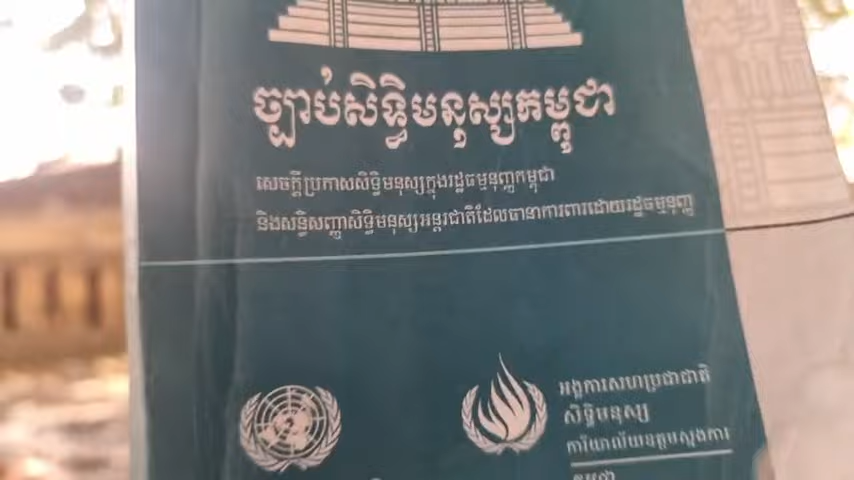 ច្បាប់សិទ្ធិមនុស្សកម្ពុជា
សេចក្ដីប្រកាសសិទ្ធិមនុស្សក្នុងរដ្ឋធម្មនុញ្ញកម្ពុជា
និងសន្ធិសញ្ញាសិទ្ធិមនុស្សអន្តរជាតិដែលធានាការពារដោយរដ្ឋធម្មនុញ្ញ
អង្គការសហប្រជាជាតិ
សិទ្ធិមនុស្ស
ការិយាល័យឧត្តមស្នងការ
កម្ពុជា